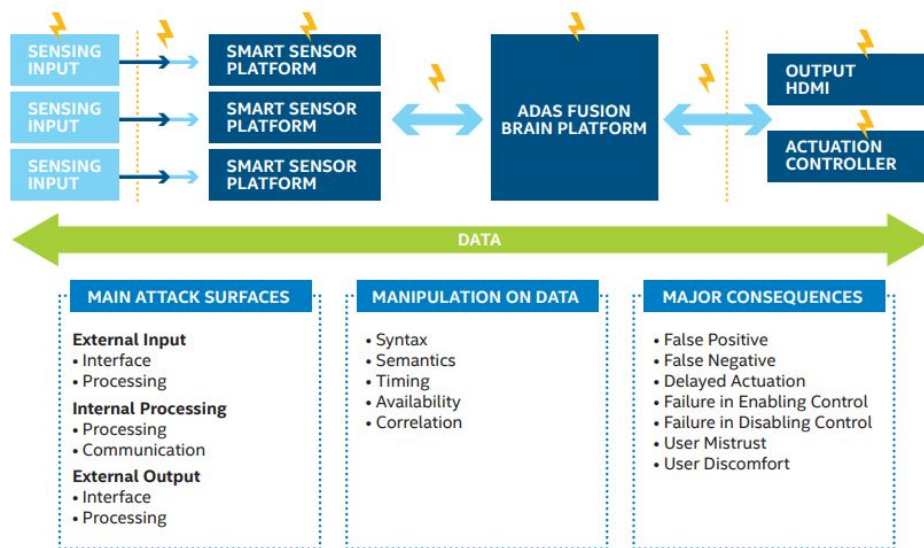 SENSING
INPUT
SMART SENSOR
PLATFORM
SENSING
INPUT
SMART SENSOR
PLATFORM
SENSING
INPUT
SMART SENSOR
PLATFORM
ADAS FUSION
BRAIN PLATFORM
OUTPUT
HDMI
ACTUATION
CONTROLLER
DATA
MAIN ATTACK SURFACES
External Input
• Interface
• Processing
Internal Processing
• Processing
• Communication
External Output
• Interface
• Processing
MANIPULATION ON DATA
• Syntax
• Semantics
• Timing
• Availability
• Correlation
MAJOR CONSEQUENCES
• False Positive
• False Negative
• Delayed Actuation
• Failure in Enabling Control
• Failure in Disabling Control
• User Mistrust
• User Discomfort